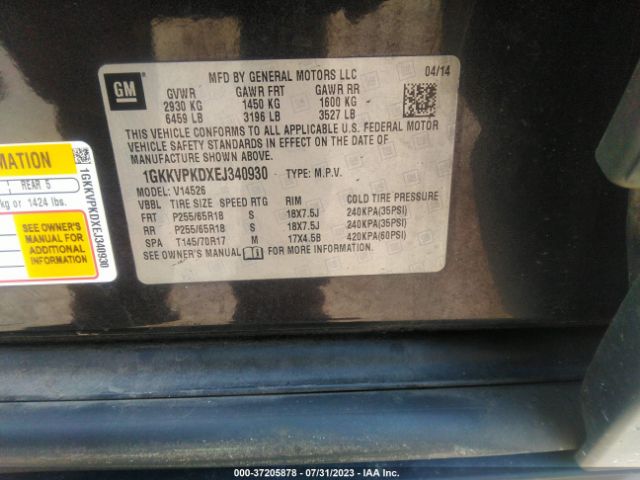 GM
MFD BY GENERAL MOTORS LLC 04/14
GVWR GAWR FRT GAWR RR
2930 KG 1450 KG 1600 KG
6459 LB 3196 LB 3527 LB
THIS VEHICLE CONFORMS TO ALL APPLICABLE U.S. FEDERAL MOTOR
VEHICLE SAFETY STANDARDS IN EFFECT ON THE DATE OF
MANUFACTURE SHOWN ABOVE.
1GKKVPKDXEJ340930 TYPE: M.P.V.
MODEL: V14526
VBBL TIRE SIZE SPEED RTG RIM COLD TIRE PRESSURE
FRT P255/65R18 S 18X7.5J 240KPA(35PSI)
RR P255/65R18 S 18X7.5J 240KPA(35PSI)
SPA T145/70R17 M 17X4.5B 420KPA(60PSI)
SEE OWNER'S MANUAL FOR MORE INFORMATION.
MATION
REAR 5
kg or 1424 lbs.
SEE OWNER'S
MANUAL FOR
ADDITIONAL
INFORMATION
1GKKVPKDXEJ340930
000-37205878 - 07/31/2023 - IAA Inc.